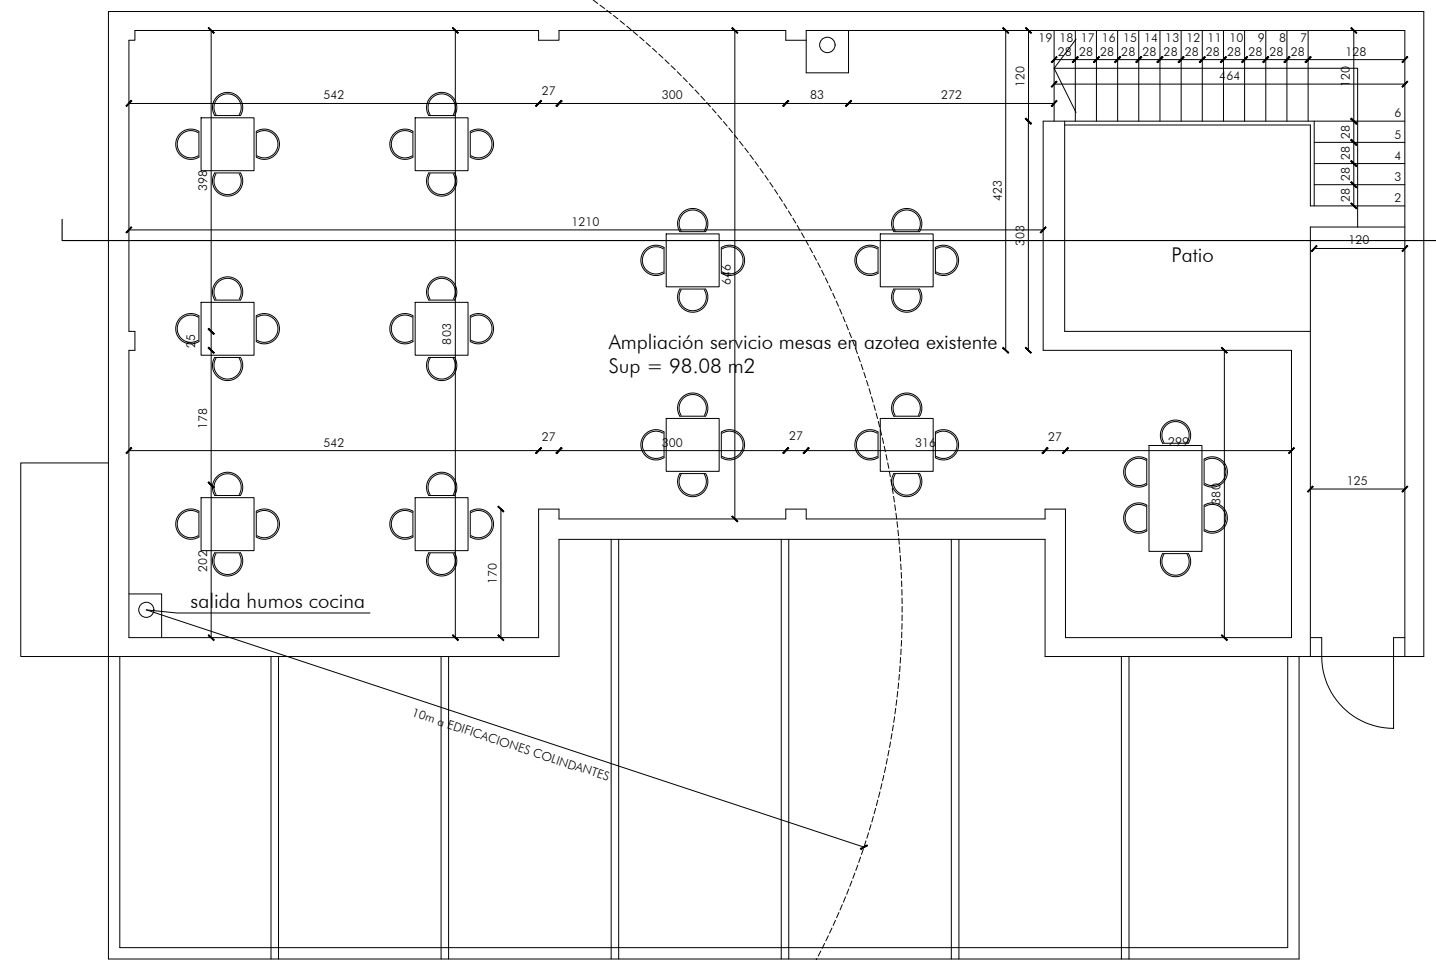 19 18 17 16 15 14 13 12 11 10 9 8 7
28 28 28 28 28 28 28 28 28 28 28 28 128
464
120
120
542 27 300 83 272
6
5
4
3
2
28
28
28
28
398
423
303
1210
120
Patio
646
25
803
Ampliación servicio mesas en azotea existente
Sup = 98.08 m2
178
542 27 300 27 316 27 299
380
125
202
170
salida humos cocina
10m a EDIFICACIONES COLINDANTES